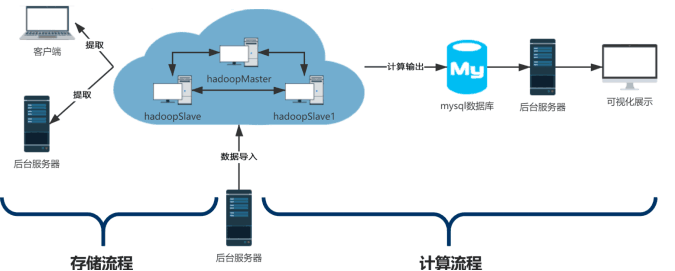 提取
客户端
提取
后台服务器
hadoopMaster
hadoopSlave
hadoopSlave1
数据导入
后台服务器
计算输出
My
mysql数据库
后台服务器
可视化展示
存储流程
计算流程